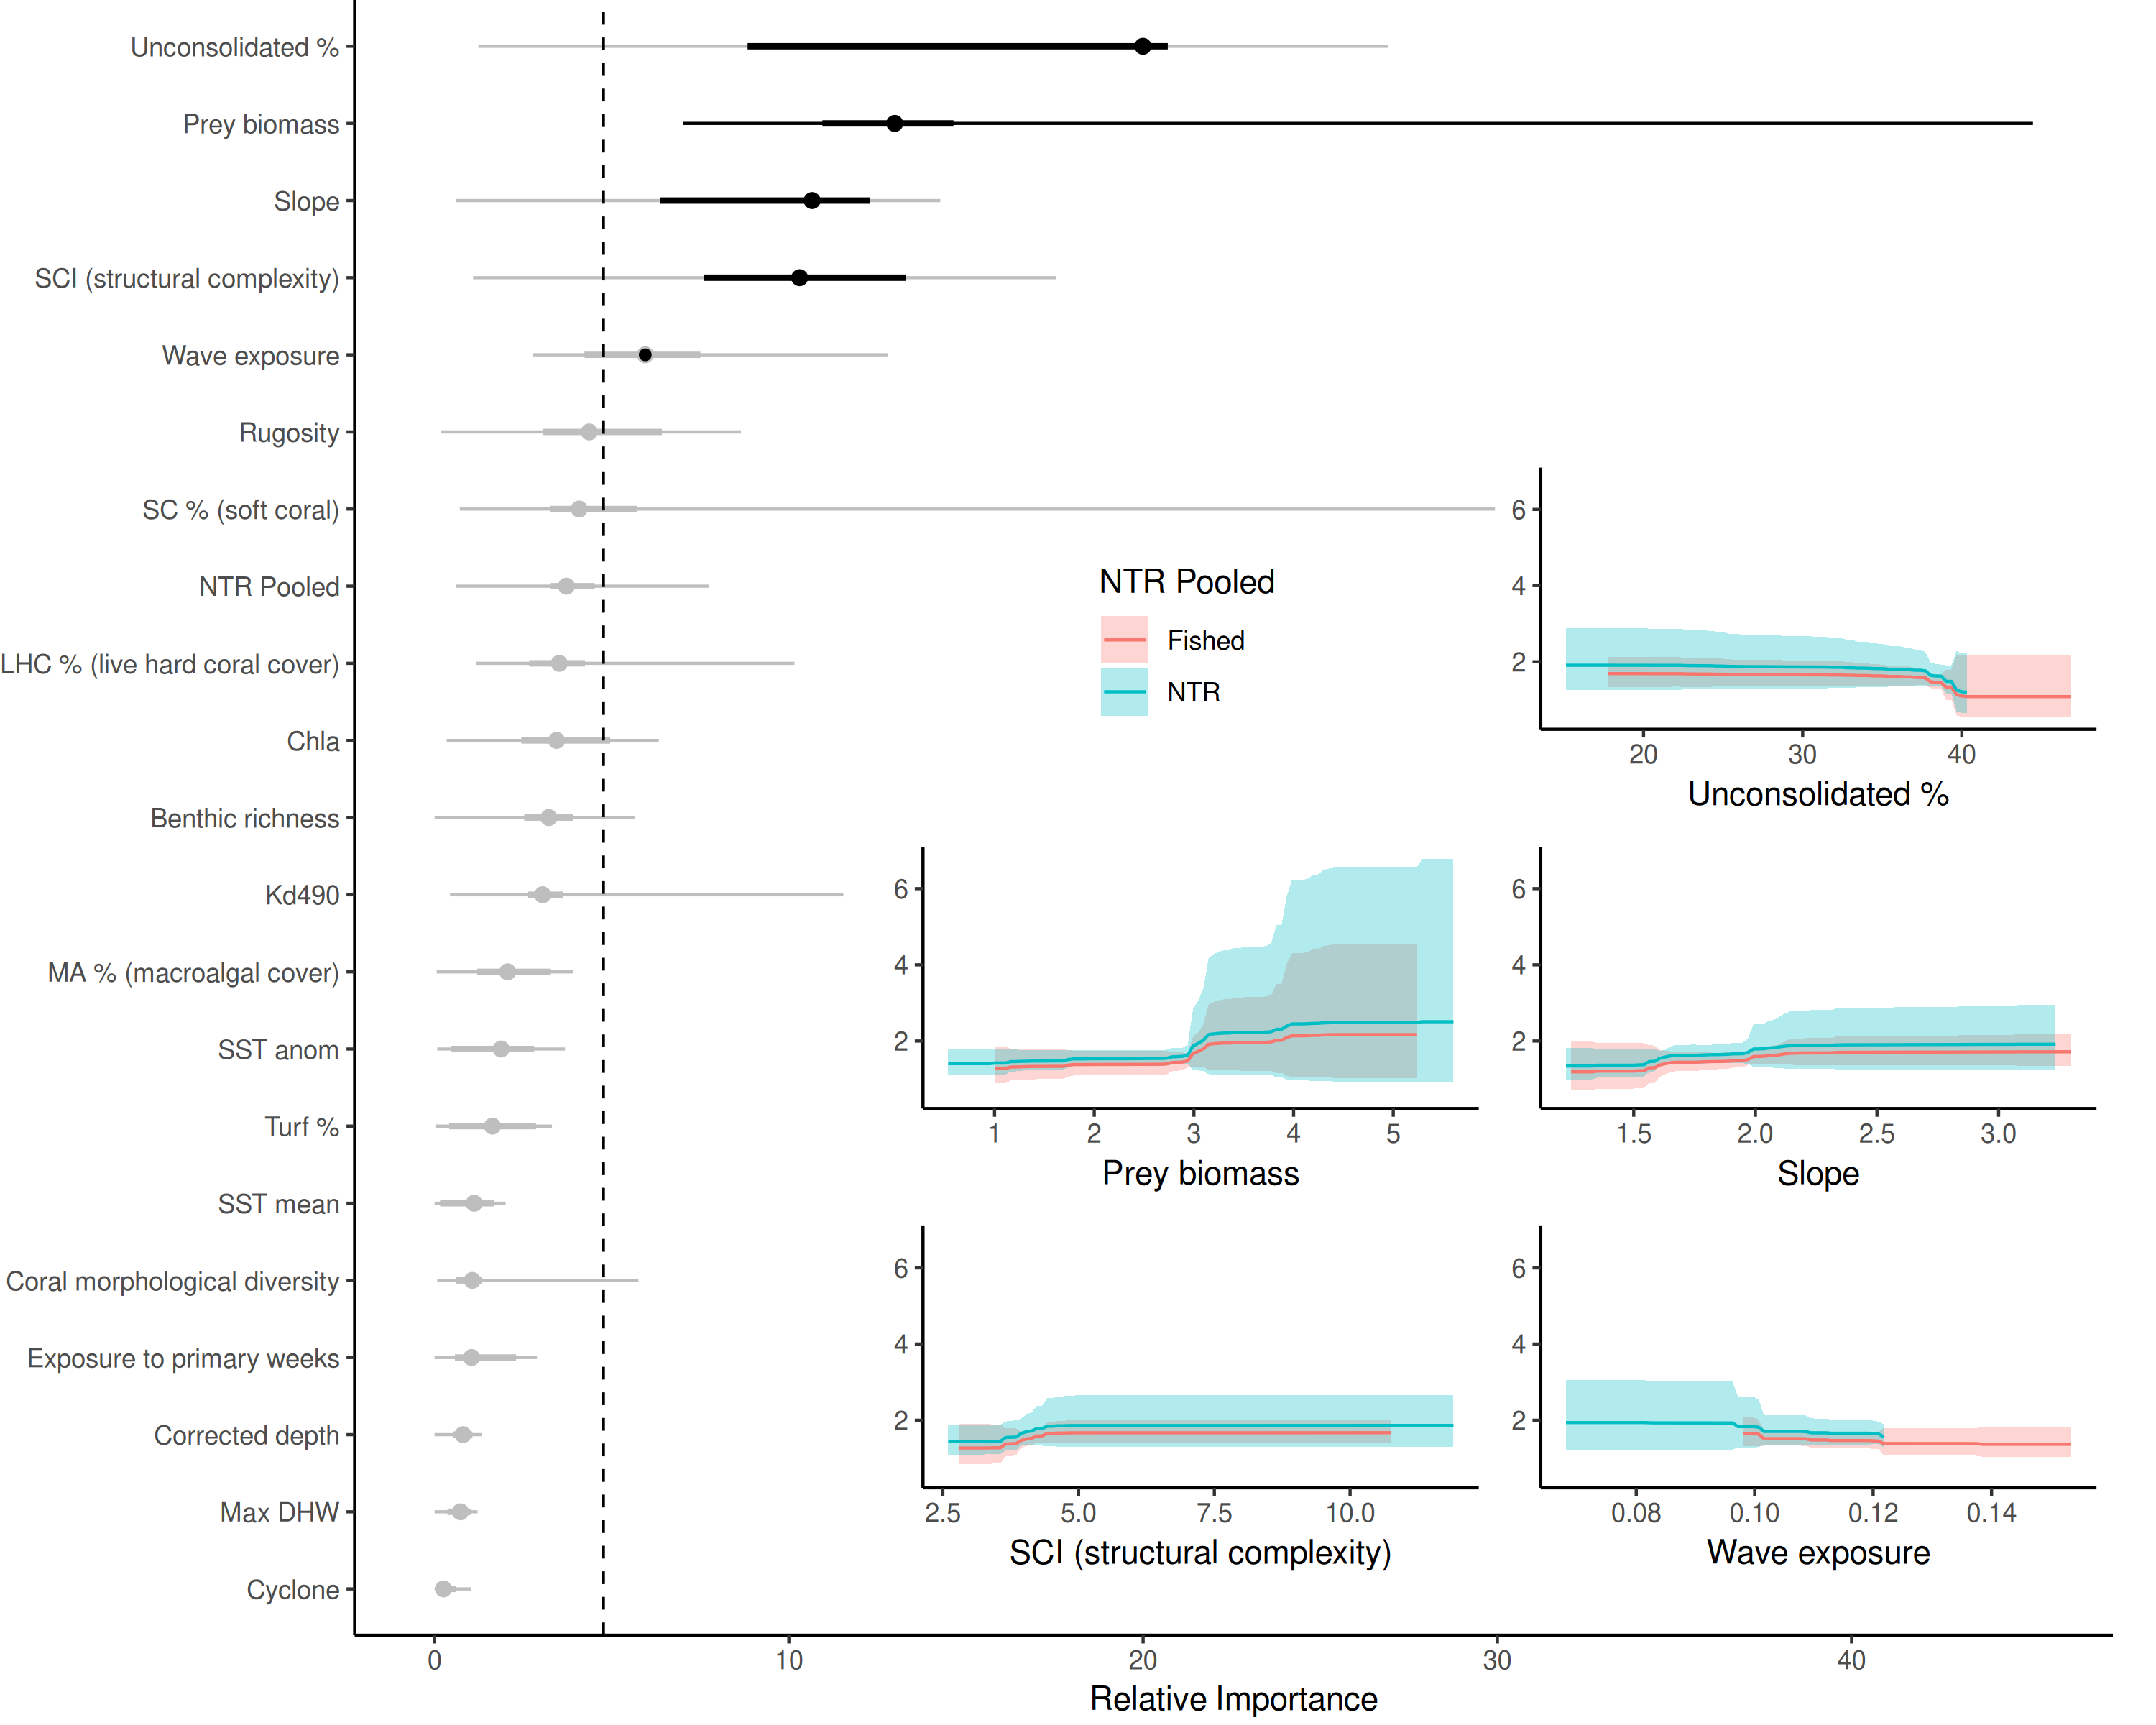 Unconsolidated %
Prey biomass
Slope
SCI (structural complexity)
Wave exposure
Rugosity
SC % (soft coral)
NTR Pooled
LHC % (live hard coral cover)
Chla
Benthic richness
Kd490
MA % (macroalgal cover)
SST anom
Turf %
SST mean
Coral morphological diversity
Exposure to primary weeks
Corrected depth
Max DHW
Cyclone
0 10 20 30 40
Relative Importance
NTR Pooled
Fished
NTR
6
4
2
20 30 40
Unconsolidated %
6
4
2
1 2 3 4 5
Prey biomass
6
4
2
1.5 2.0 2.5 3.0
Slope
6
4
2
2.5 5.0 7.5 10.0
SCI (structural complexity)
6
4
2
0.08 0.10 0.12 0.14
Wave exposure